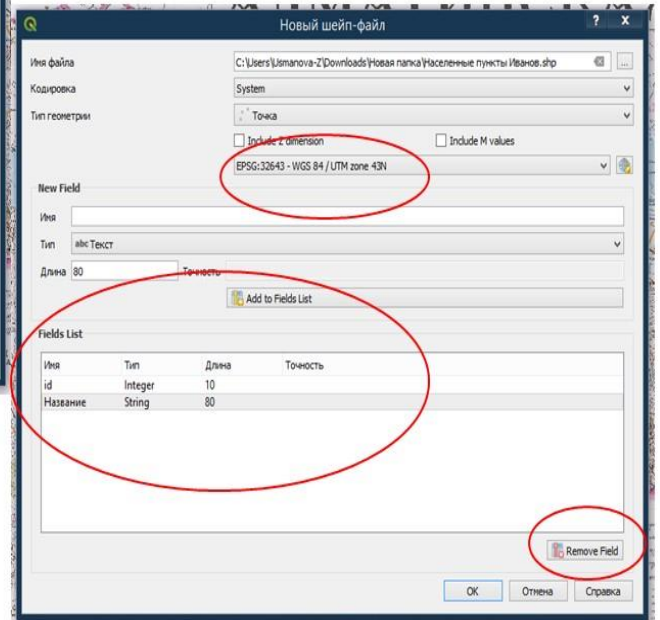 Новый шейп-файл ? X
Имя файла C:\Users\Usmanova-Z\Downloads\Новая папка\Населенные пункты Иванов.shp ...
Кодировка System
Тип геометрии Точка
Include Z dimension Include M values
EPSG:32643 - WGS 84 / UTM zone 43N
New Field
Имя
Тип abc Текст
Длина 80 Точность
Add to Fields List
Fields List
Имя Тип Длина Точность
id Integer 10
Название String 80
Remove Field
OK Отмена Справка